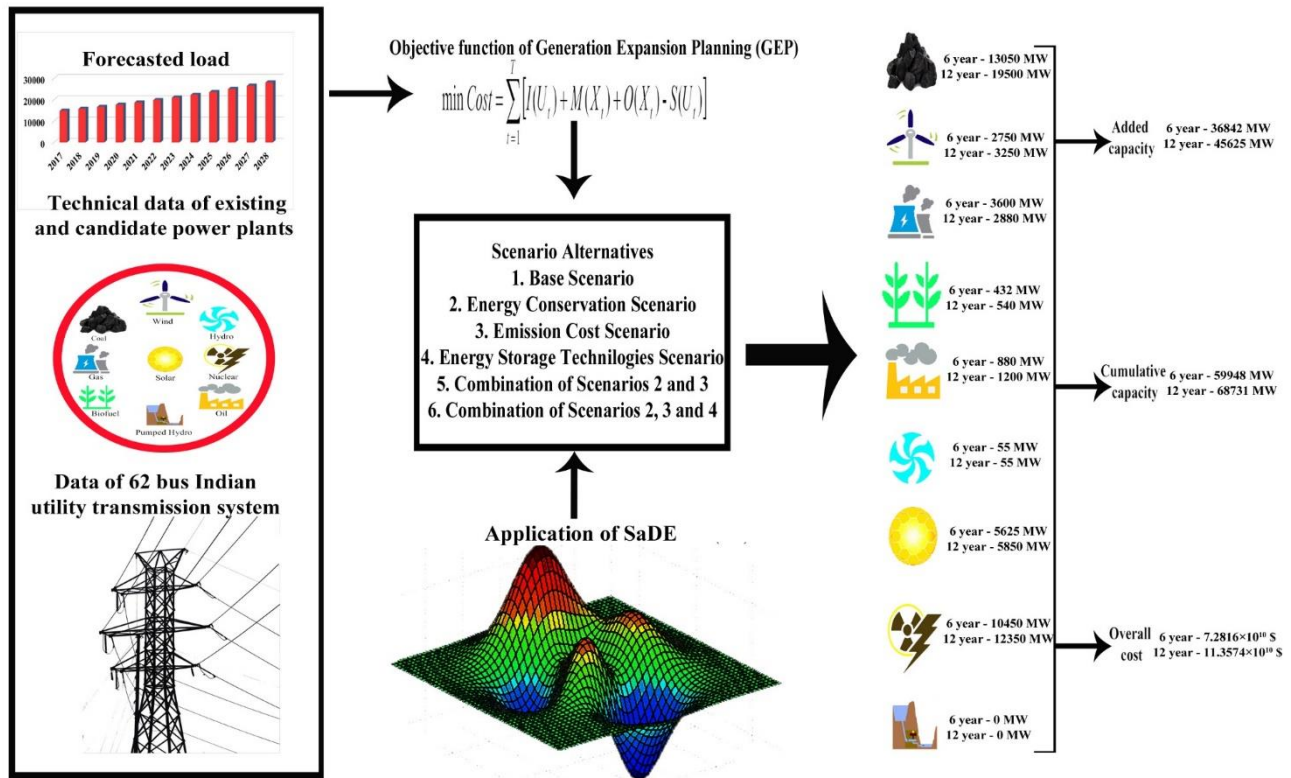 Forecasted load
30000
20000
10000
0
2017
2018
2019
2020
2021
2022
2023
2024
2025
2026
2027
2028
Technical data of existing
and candidate power plants
Wind
Coel
Hydro
Gas
Solar
Nuclear
Biofuel
Oil
Pumped Hydro
Data of 62 bus Indian
utility transmission system
Objective function of Generation Expansion Planning (GEP)
min Cost = \sum_{t=1}^{T} [I(U_t) + M(X_t) + O(X_t) - S(U_t)]
Scenario Alternatives
1. Base Scenario
2. Energy Conservation Scenario
3. Emission Cost Scenario
4. Energy Storage Technilogies Scenario
5. Combination of Scenarios 2 and 3
6. Combination of Scenarios 2, 3 and 4
Application of SaDE
6 year - 13050 MW
12 year - 19500 MW
6 year - 2750 MW
12 year - 3250 MW
6 year - 3600 MW
12 year - 2880 MW
6 year - 432 MW
12 year - 540 MW
6 year - 880 MW
12 year - 1200 MW
6 year - 55 MW
12 year - 55 MW
6 year - 5625 MW
12 year - 5850 MW
6 year - 10450 MW
12 year - 12350 MW
6 year - 0 MW
12 year - 0 MW
Added
capacity
6 year - 36842 MW
12 year - 45625 MW
Cumulative
capacity
6 year - 59948 MW
12 year - 68731 MW
Overall
cost
6 year - 7.2816×10¹⁰ $
12 year - 11.3574×10¹⁰ $